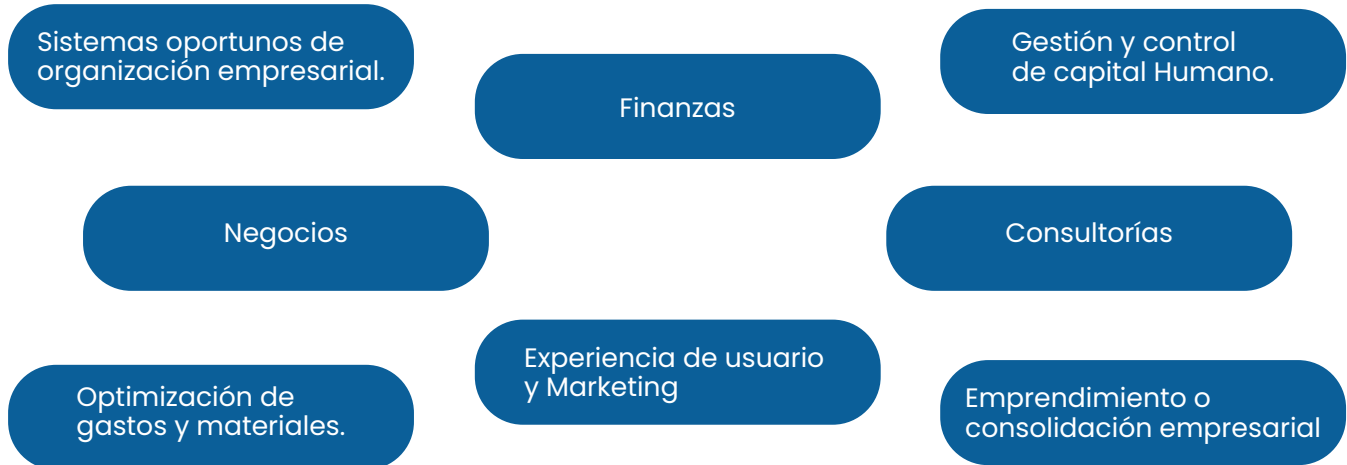 Sistemas oportunos de
organización empresarial.
Finanzas
Gestión y control
de capital Humano.
Negocios
Consultorías
Optimización de
gastos y materiales.
Experiencia de usuario
y Marketing
Emprendimiento o
consolidación empresarial